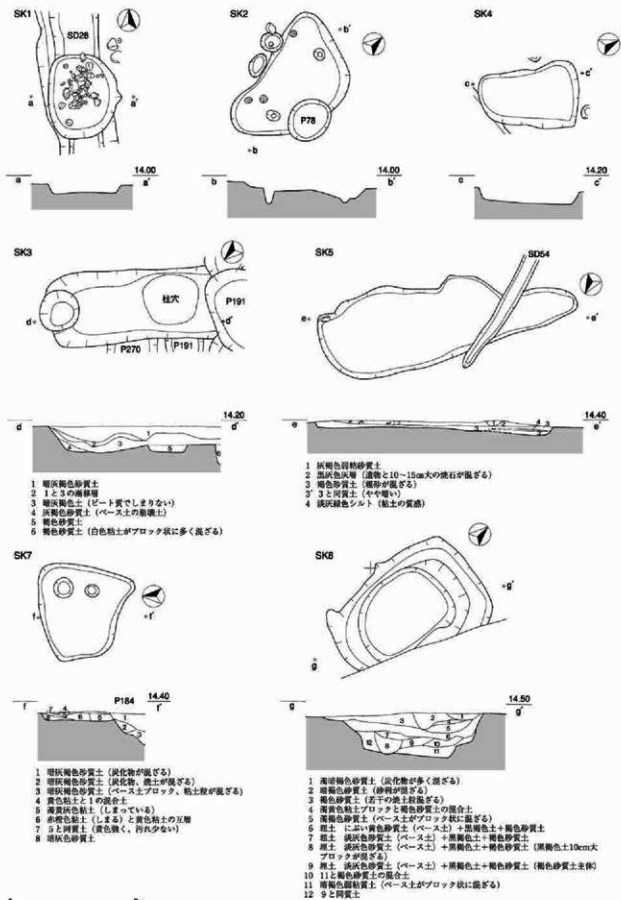 SK1
SD28
a
a'
14.00
a
a'
SK2
b'
P78
b
14.00
b
b'
SK4
c
c'
14.20
c
c'
SK3
柱穴
P191
d
d'
P270
P191
14.20
d
d'
1 2 3 4 5 6
1 暗灰褐色砂質土
2 1と3の漸移層
3 暗灰褐色土（ピート質でしまりない）
4 灰褐色砂質土（ベース土の崩壊土）
5 褐色砂質土
6 褐色砂質土（白色粘土がブロック状に多く混ざる）
SK5
SD54
e
e'
14.40
e
e'
1 灰褐色弱粘砂質土
2 黒灰色灰層（遺物と10～15cm大の焼石が混ざる）
3 褐色砂質土（粗砂が混ざる）
3' 3と同質土（やや暗い）
4 淡灰緑色シルト（粘土の質感）
SK7
f
f'
P184
14.40
f
f'
1 暗灰褐色砂質土（炭化物が混ざる）
2 暗灰褐色砂質土（炭化物、焼土が混ざる）
3 暗灰褐色砂質土（ベース土ブロック、粘土粒が混ざる）
4 黄色粘土と1の混合土
5 濁黄灰色粘土（しまっている）
6 赤橙色粘土（しまる）と黄色粘土の互層
7 5と同質土（黄色強く、汚れ少ない）
8 暗灰色砂質土
SK8
g'
g
14.50
g
g'
1 濁暗褐色砂質土（炭化物が多く混ざる）
2 暗褐色砂質土（砂利が混ざる）
3 褐色砂質土（若干の焼土粒混ざる）
4 濁黄色粘土ブロックと褐色砂質土の混合土
5 濁褐色砂質土（ベース土がブロック状に混ざる）
6 埋土 にぶい黄色砂質土（ベース土）＋黒褐色土＋褐色砂質土
7 埋土 淡灰色砂質土（ベース土）＋黒褐色土＋褐色砂質土
8 埋土 淡灰色砂質土（ベース土）＋黒褐色土＋褐色砂質土（黒褐色土10cm大
ブロックが混ざる）
9 埋土 淡灰色砂質土（ベース土）＋黒褐色土＋褐色砂質土（褐色砂質土主体）
10 11と褐色砂質土の混合土
11 暗褐色弱粘質土（ベース土がブロック状に混ざる）
12 9と同質土